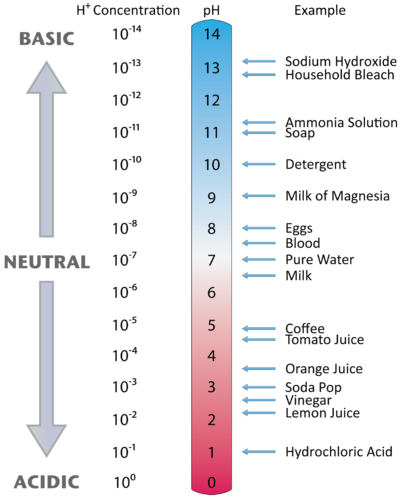 H⁺ Concentration pH Example
BASIC 10⁻¹⁴ 14
10⁻¹³ 13 Sodium Hydroxide
Household Bleach
10⁻¹² 12
Ammonia Solution
10⁻¹¹ 11 Soap
10⁻¹⁰ 10 Detergent
10⁻⁹ 9 Milk of Magnesia
10⁻⁸ 8 Eggs
Blood
NEUTRAL 10⁻⁷ 7 Pure Water
Milk
10⁻⁶ 6
10⁻⁵ 5 Coffee
Tomato Juice
10⁻⁴ 4
Orange Juice
10⁻³ 3 Soda Pop
Vinegar
10⁻² 2 Lemon Juice
10⁻¹ 1 Hydrochloric Acid
ACIDIC 10⁰ 0